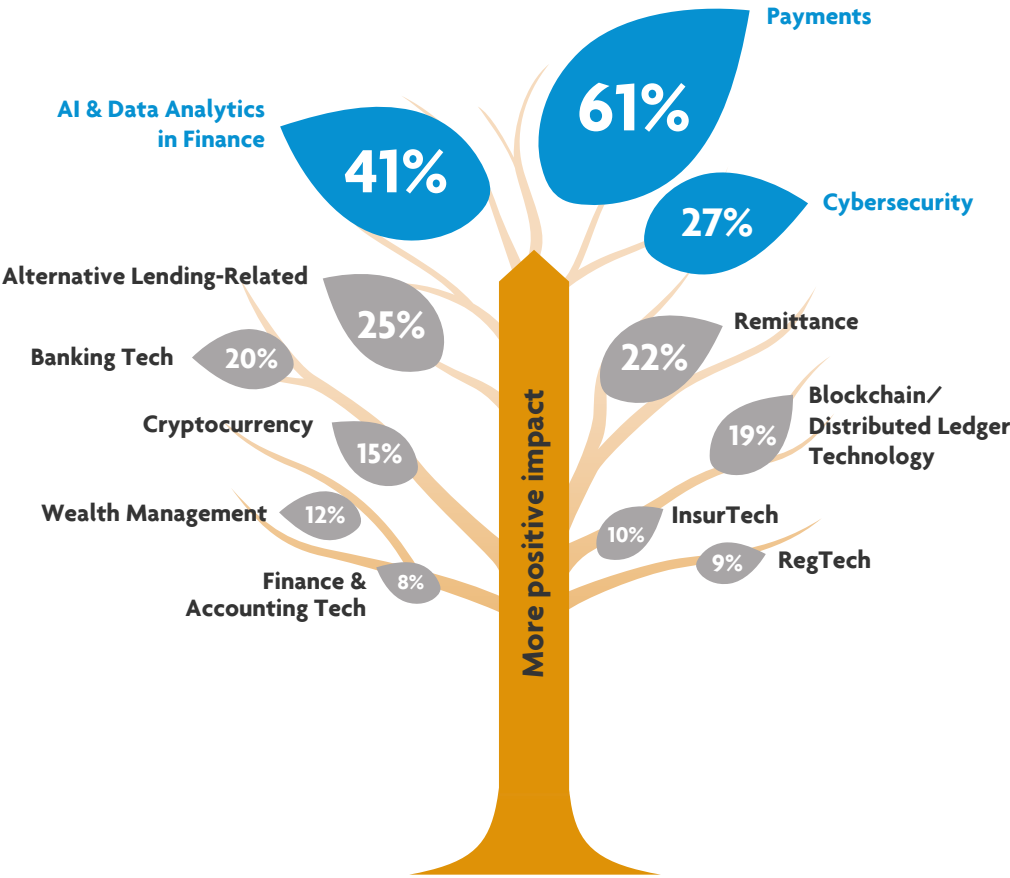 Payments
61%
AI & Data Analytics
in Finance
41%
Cybersecurity
27%
Alternative Lending-Related
25%
Remittance
22%
Banking Tech
20%
Blockchain/
Distributed Ledger
Technology
19%
Cryptocurrency
15%
Wealth Management
12%
InsurTech
10%
RegTech
9%
Finance &
Accounting Tech
8%
More positive impact